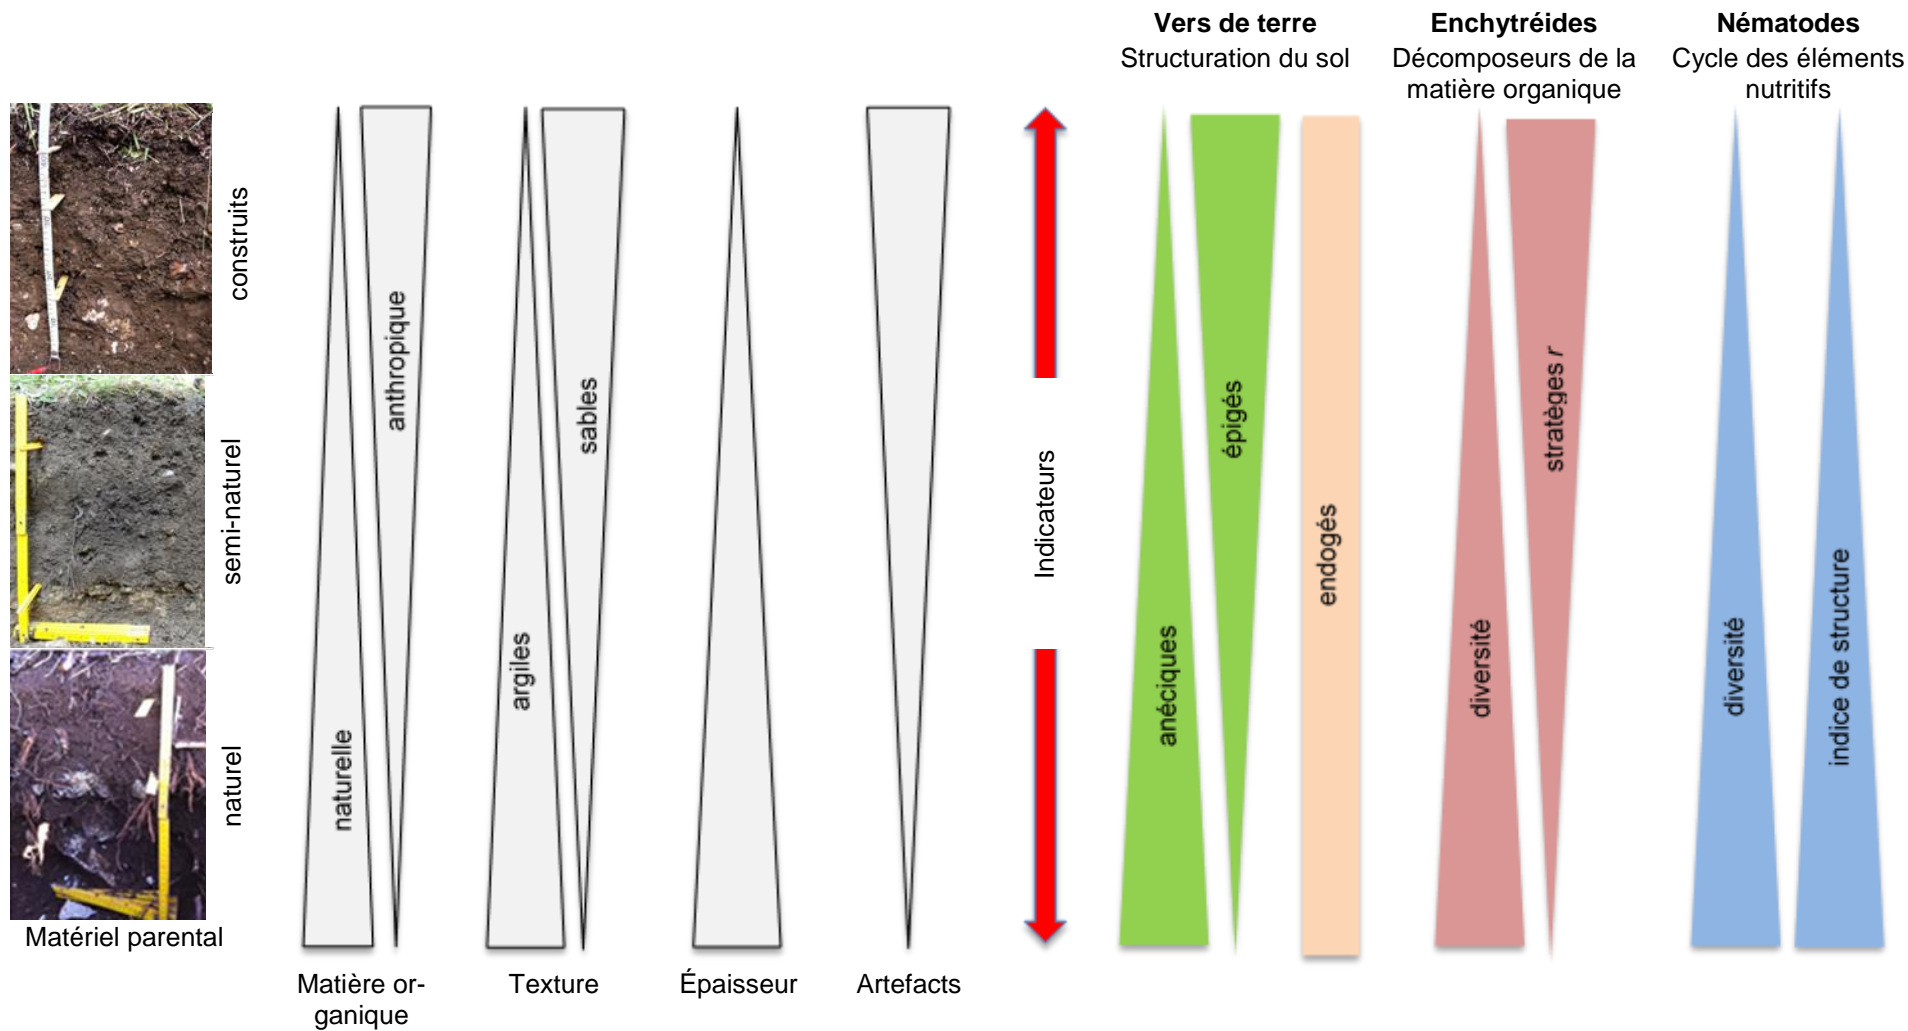 Vers de terre
Structuration du sol
Enchytréides
Décomposeurs de la
matière organique
Nématodes
Cycle des éléments
nutritifs
construits
semi-naturel
naturel
Matériel parental
naturelle
anthropique
Matière or-
ganique
argiles
sables
Texture
Épaisseur
Artefacts
Indicateurs
anéciques
épigés
endogés
diversité
stratèges r
diversité
indice de structure